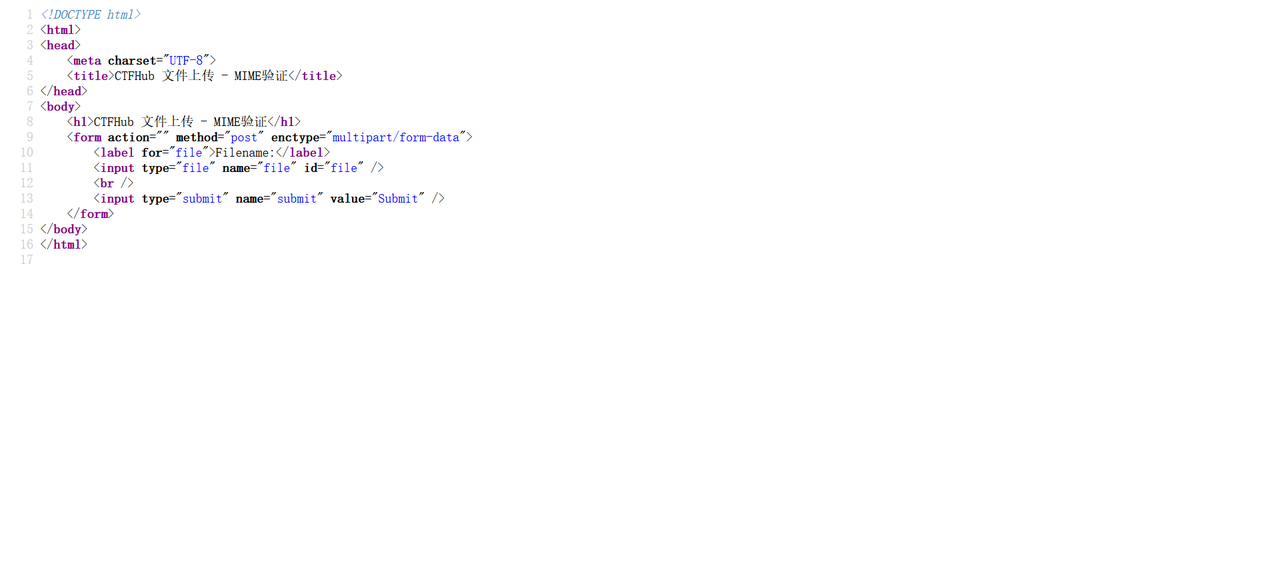 1 <!DOCTYPE html>
2 <html>
3 <head>
4     <meta charset="UTF-8">
5     <title>CTFHub 文件上传 - MIME验证</title>
6 </head>
7 <body>
8     <h1>CTFHub 文件上传 - MIME验证</h1>
9     <form action="" method="post" enctype="multipart/form-data">
10         <label for="file">Filename:</label>
11         <input type="file" name="file" id="file" />
12         <br />
13         <input type="submit" name="submit" value="Submit" />
14     </form>
15 </body>
16 </html>
17